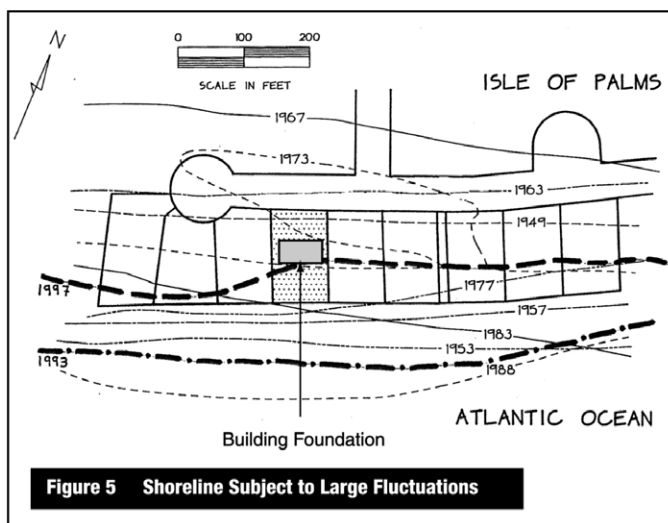 N
0 100 200
SCALE IN FEET
ISLE OF PALMS
1967
1973
1963
1949
1997
1977
1957
1983
1953
1993
1988
ATLANTIC OCEAN
Building Foundation
Figure 5 Shoreline Subject to Large Fluctuations